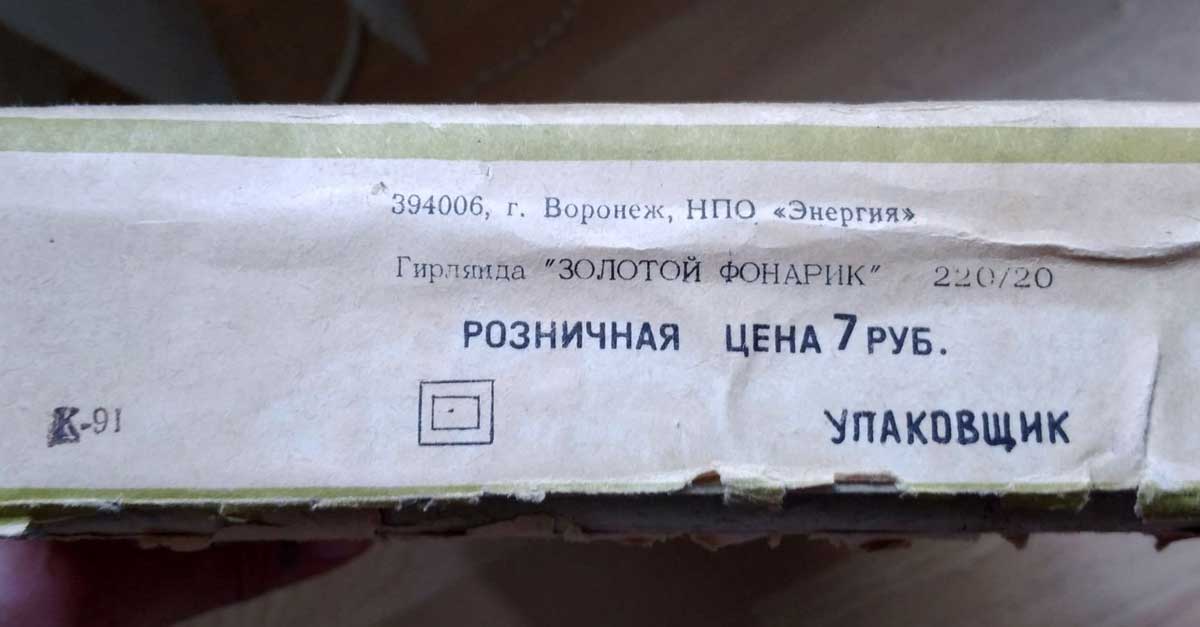 394006, г. Воронеж, НПО «Энергия»
Гирлянда "ЗОЛОТОЙ ФОНАРИК" 220/20
РОЗНИЧНАЯ ЦЕНА 7 РУБ.
К-91
УПАКОВЩИК